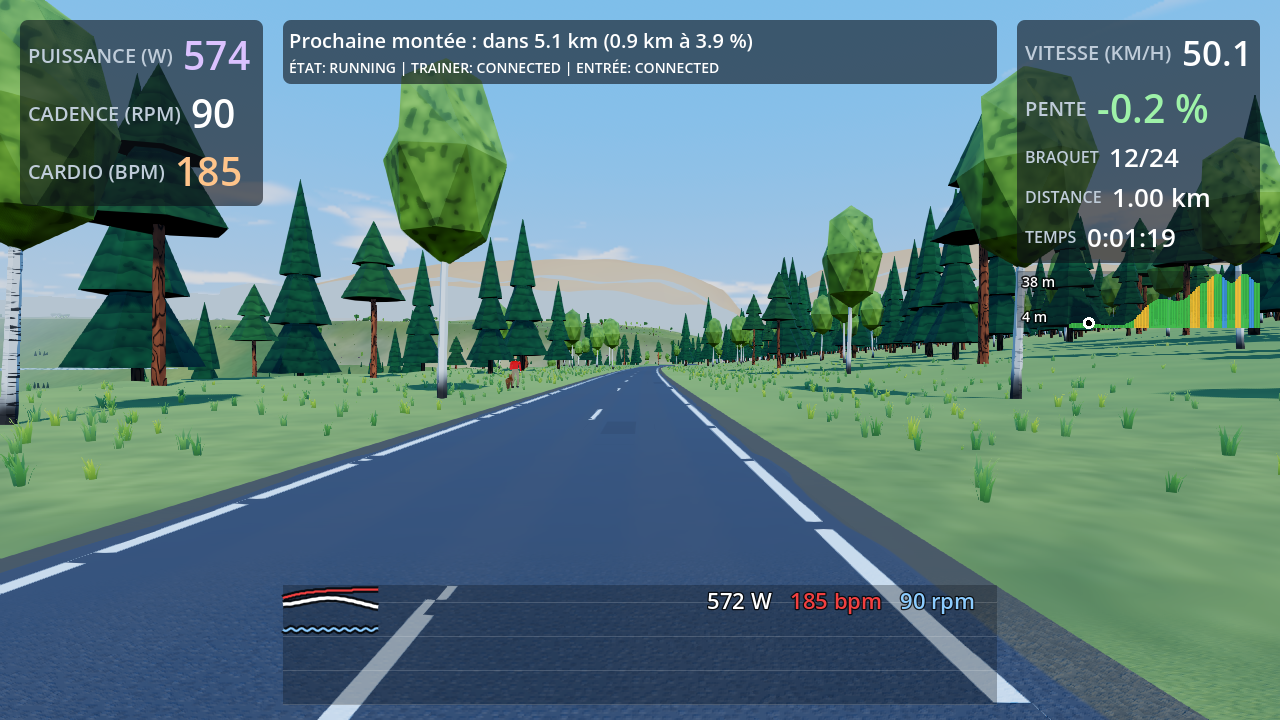 PUISSANCE (W) 574
CADENCE (RPM) 90
CARDIO (BPM) 185
Prochaine montée : dans 5.1 km (0.9 km à 3.9 %)
ÉTAT: RUNNING | TRAINER: CONNECTED | ENTRÉE: CONNECTED
VITESSE (KM/H) 50.1
PENTE -0.2 %
BRAQUET 12/24
DISTANCE 1.00 km
TEMPS 0:01:19
38 m
4 m
572 W 185 bpm 90 rpm